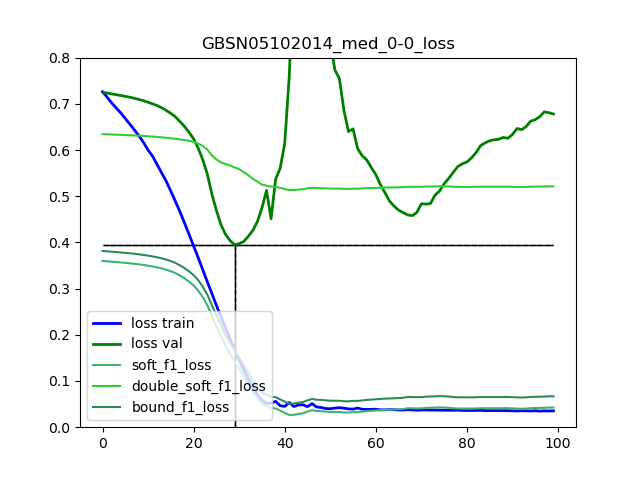 GBSN05102014_med_0-0_loss
0.8
0.7
0.6
0.5
0.4
0.3
0.2
0.1
0.0
loss train
loss val
soft_f1_loss
double_soft_f1_loss
bound_f1_loss
0 20 40 60 80 100